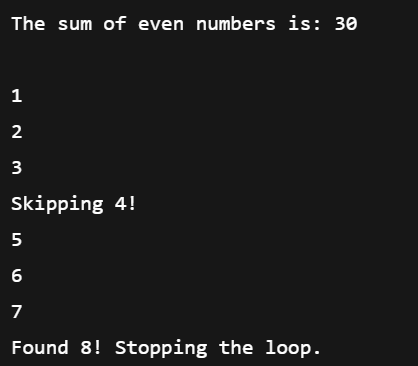 The sum of even numbers is: 30
1
2
3
Skipping 4!
5
6
7
Found 8! Stopping the loop.